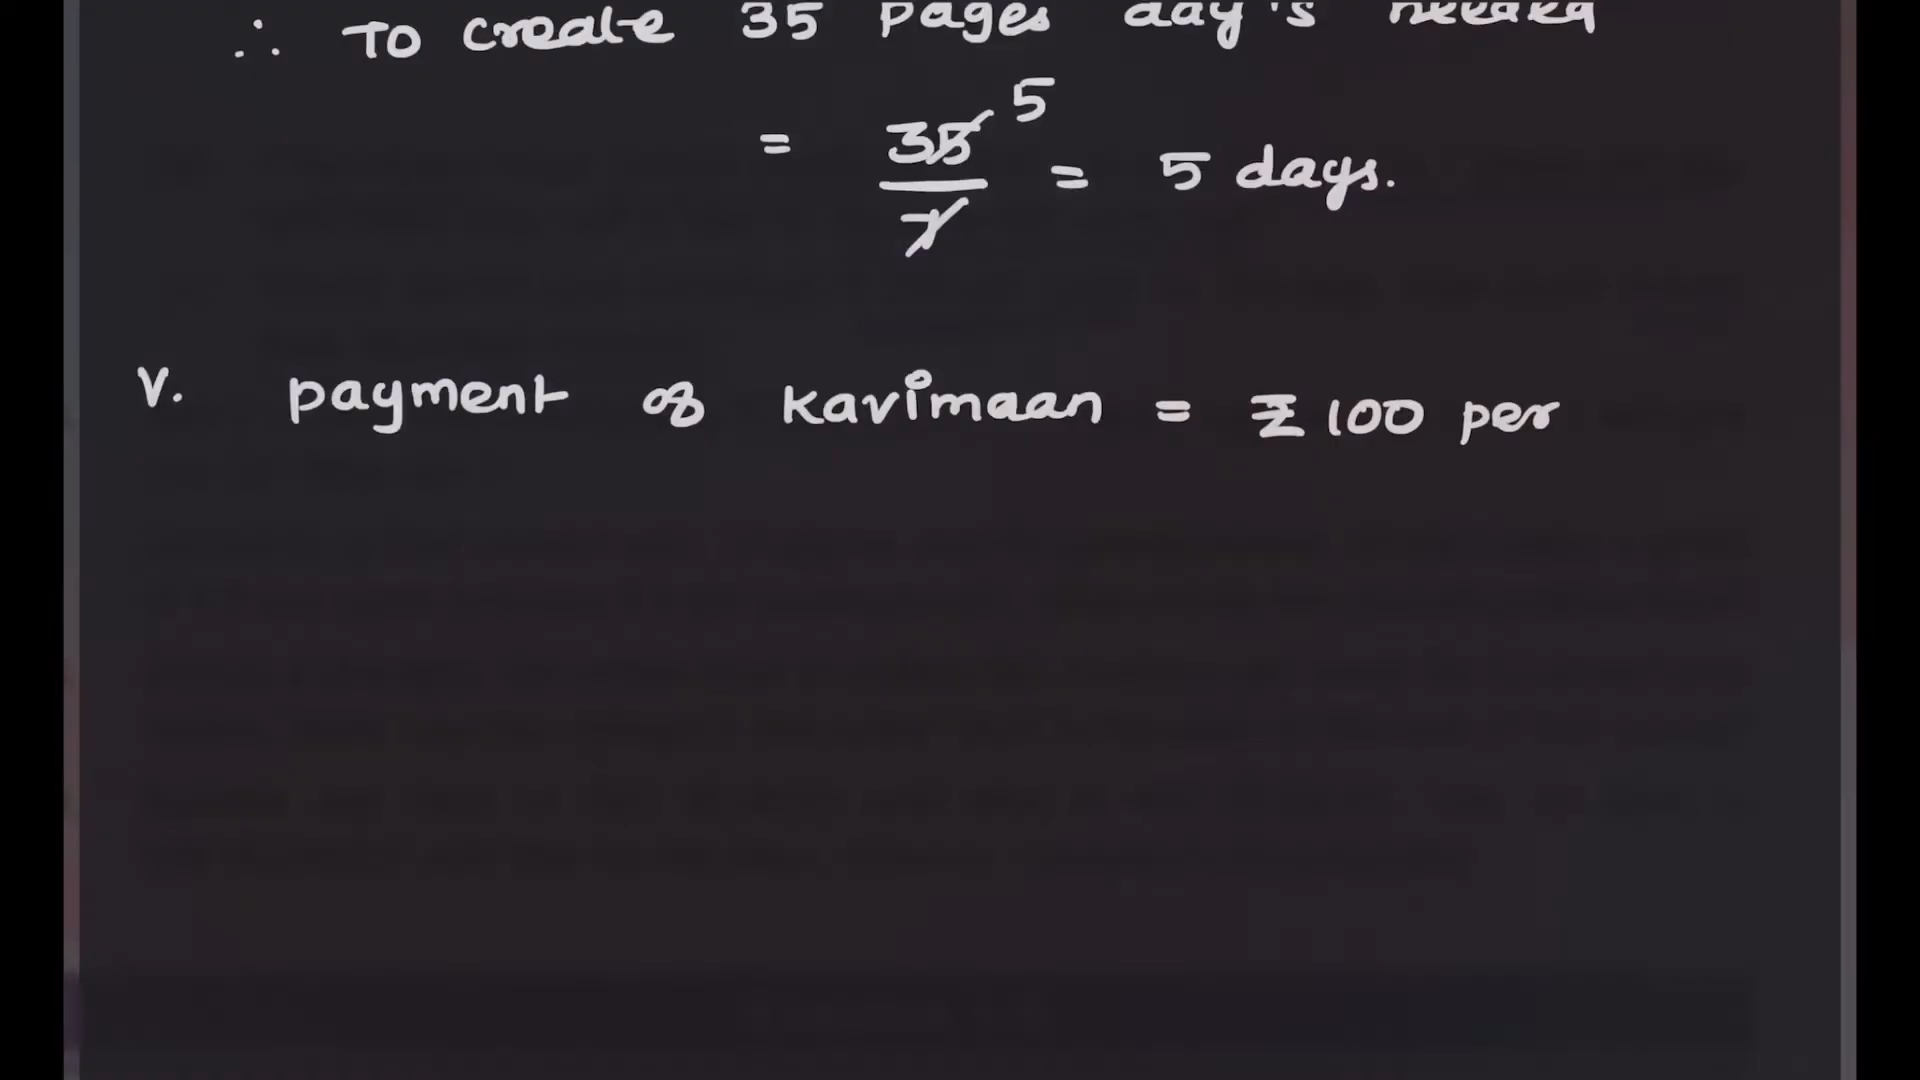 ∴ To create 35 pages day's needed
= 35/7 5 = 5 days.
V. payment of kavimaan = ₹ 100 per